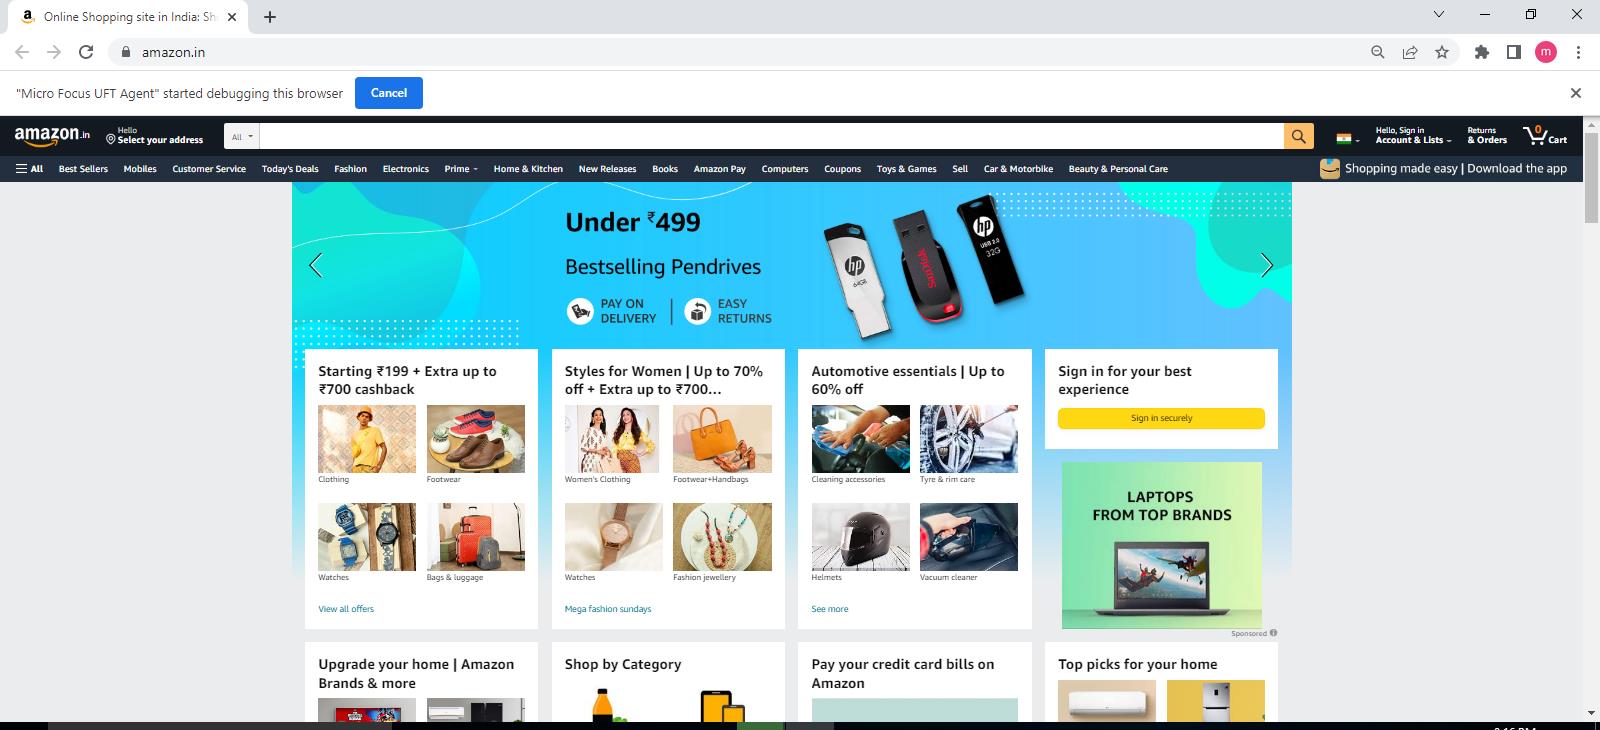 Online Shopping site in India: Sh
amazon.in
"Micro Focus UFT Agent" started debugging this browser
Cancel
m
amazon.in
Hello
Select your address
All
Hello, Sign in
Account & Lists
Returns
& Orders
0
Cart
All
Best Sellers
Mobiles
Customer Service
Today's Deals
Fashion
Electronics
Prime
Home & Kitchen
New Releases
Books
Amazon Pay
Computers
Coupons
Toys & Games
Sell
Car & Motorbike
Beauty & Personal Care
Shopping made easy | Download the app
Under ₹499
Bestselling Pendrives
PAY ON
DELIVERY
EASY
RETURNS
hp
64GB
SanDisk
hp
USB 2.0
32G
Starting ₹199 + Extra up to
₹700 cashback
Clothing
Footwear
Watches
Bags & luggage
View all offers
Styles for Women | Up to 70%
off + Extra up to ₹700...
Women's Clothing
Footwear+Handbags
Watches
Fashion jewellery
Mega fashion sundays
Automotive essentials | Up to
60% off
Cleaning accessories
Tyre & rim care
Helmets
Vacuum cleaner
See more
Sign in for your best
experience
Sign in securely
LAPTOPS
FROM TOP BRANDS
Sponsored
Upgrade your home | Amazon
Brands & more
Shop by Category
Pay your credit card bills on
Amazon
Top picks for your home